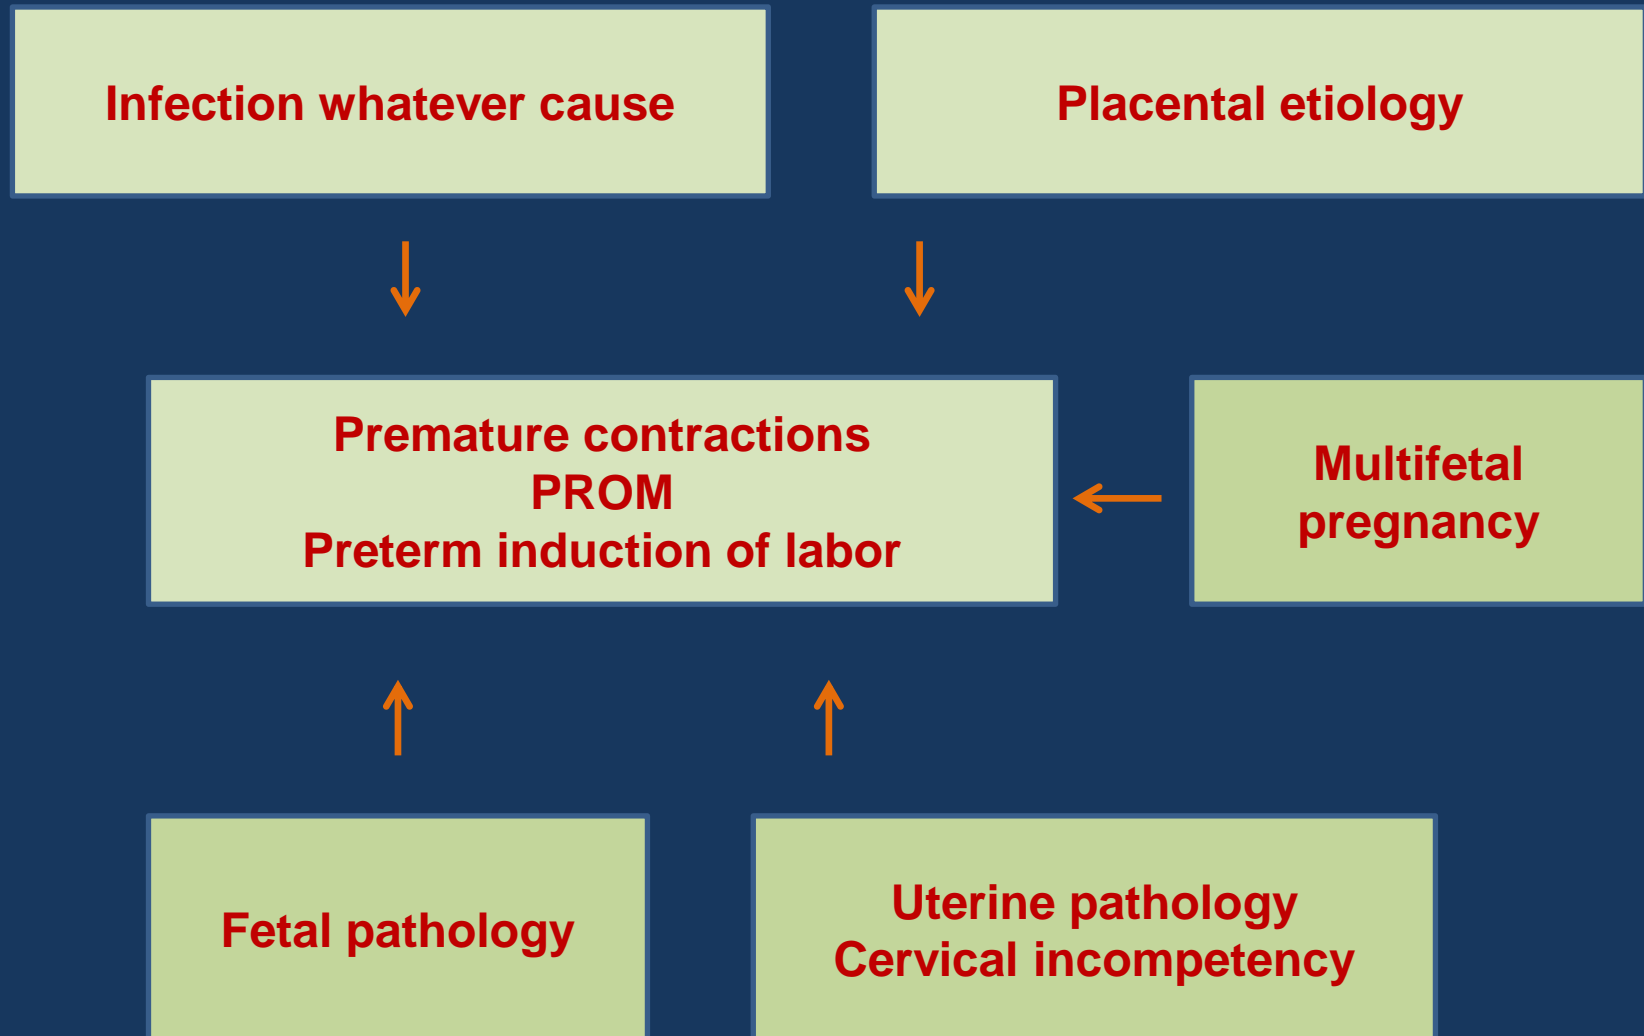 Infection whatever cause
Placental etiology
Premature contractions
PROM
Preterm induction of labor
Multifetal
pregnancy
Fetal pathology
Uterine pathology
Cervical incompetency